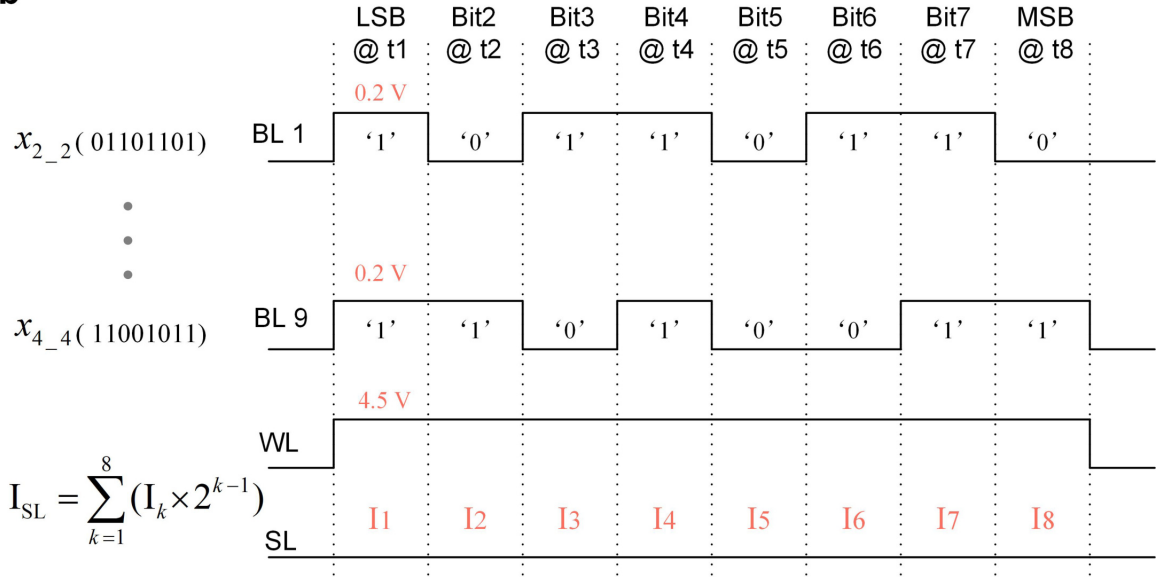 b
LSB Bit2 Bit3 Bit4 Bit5 Bit6 Bit7 MSB
@ t1 @ t2 @ t3 @ t4 @ t5 @ t6 @ t7 @ t8
0.2 V
x2_2(01101101) BL 1 ‘1’ ‘0’ ‘1’ ‘1’ ‘0’ ‘1’ ‘1’ ‘0’
0.2 V
x4_4(11001011) BL 9 ‘1’ ‘1’ ‘0’ ‘1’ ‘0’ ‘0’ ‘1’ ‘1’
4.5 V
WL
I_SL = ∑_{k=1}^{8}(I_k×2^{k-1})
I1 I2 I3 I4 I5 I6 I7 I8
SL